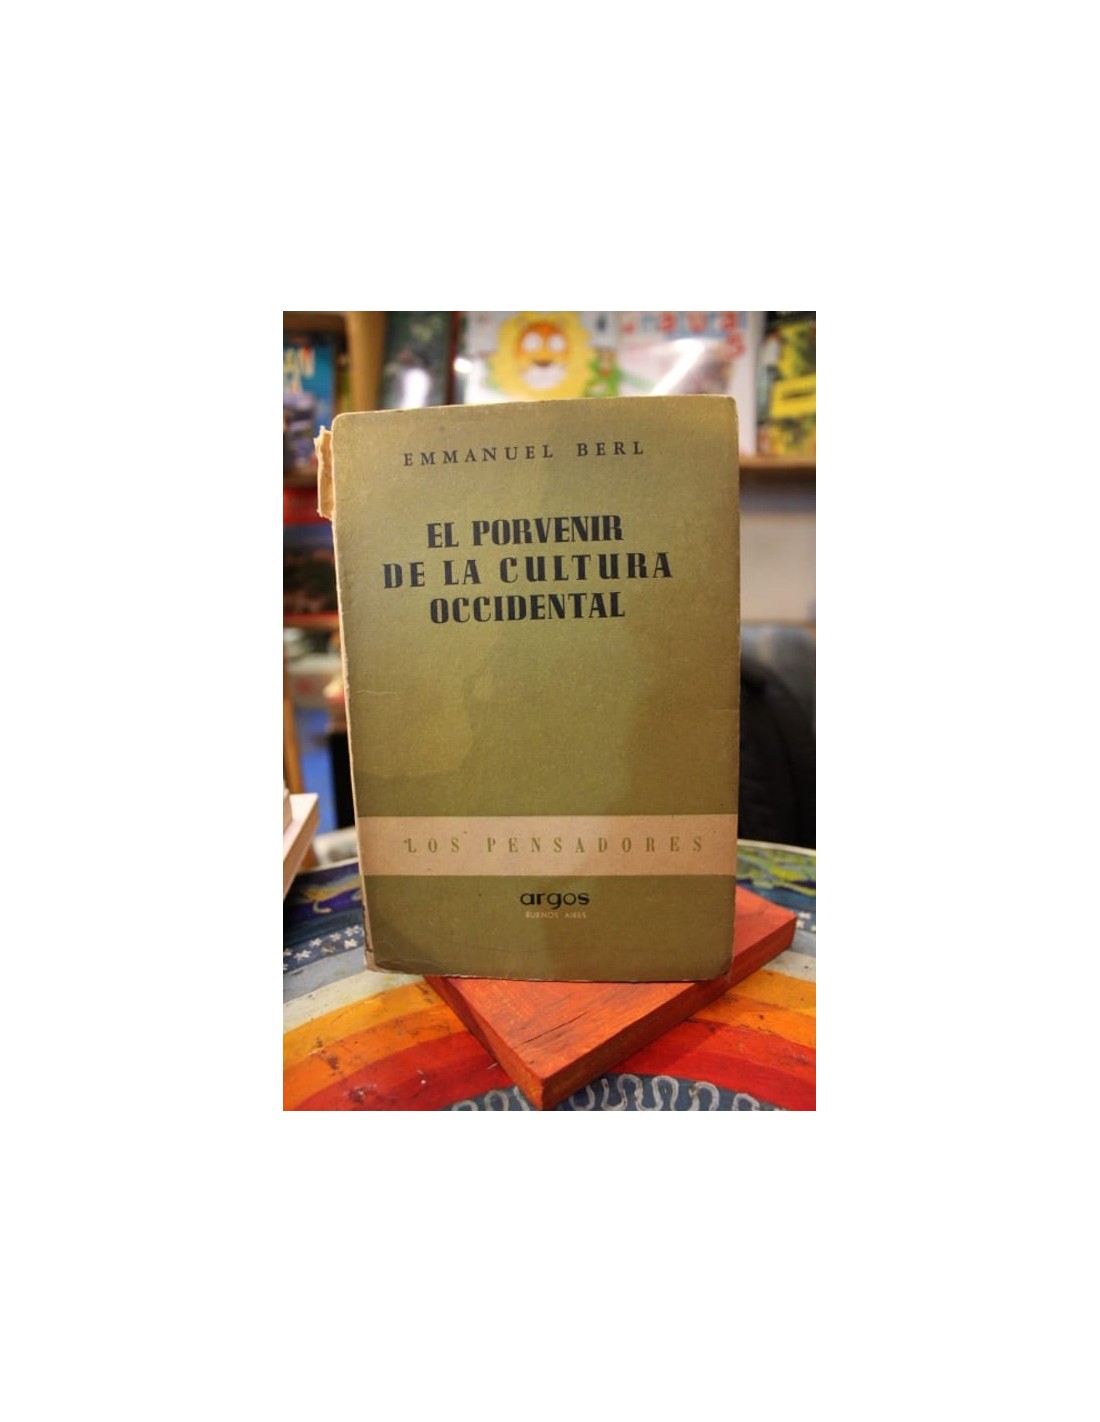 EMMANUEL BERL
EL PORVENIR
DE LA CULTURA
OCCIDENTAL
LOS PENSADORES
argos
BUENOS AIRES